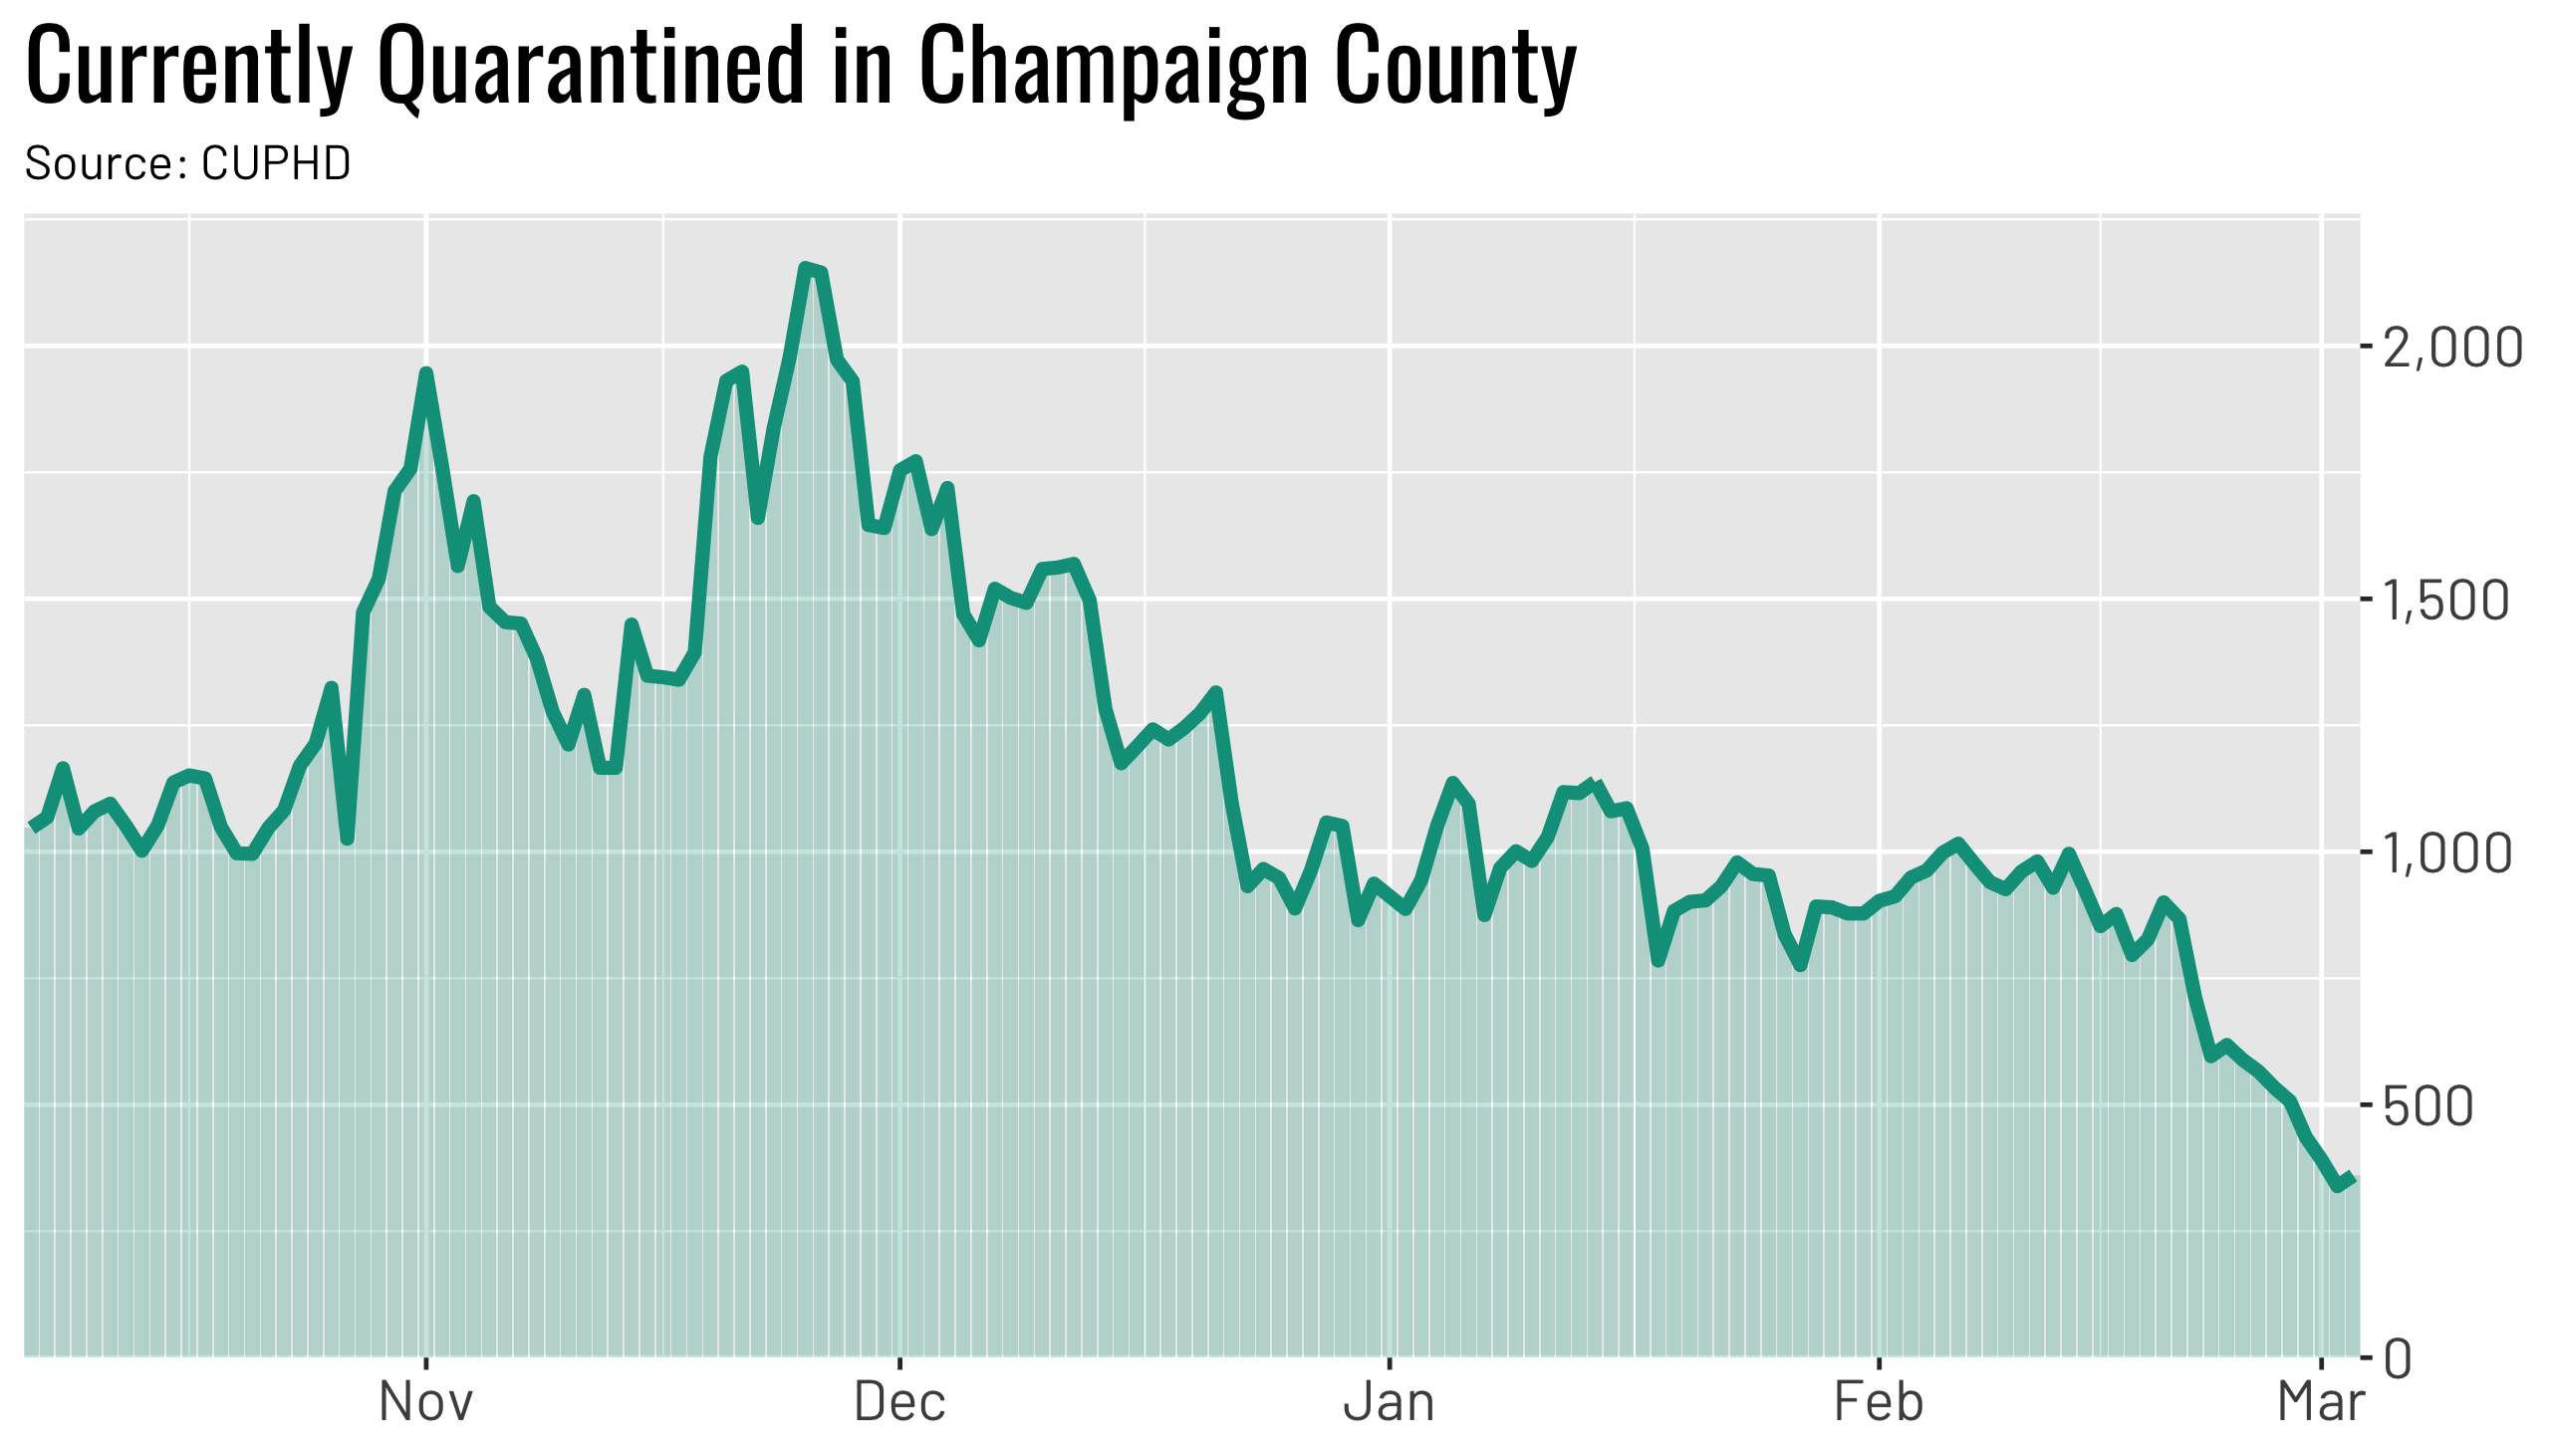 Currently Quarantined in Champaign County
Source: CUPHD
2,000
1,500
1,000
500
0
Nov Dec Jan Feb Mar